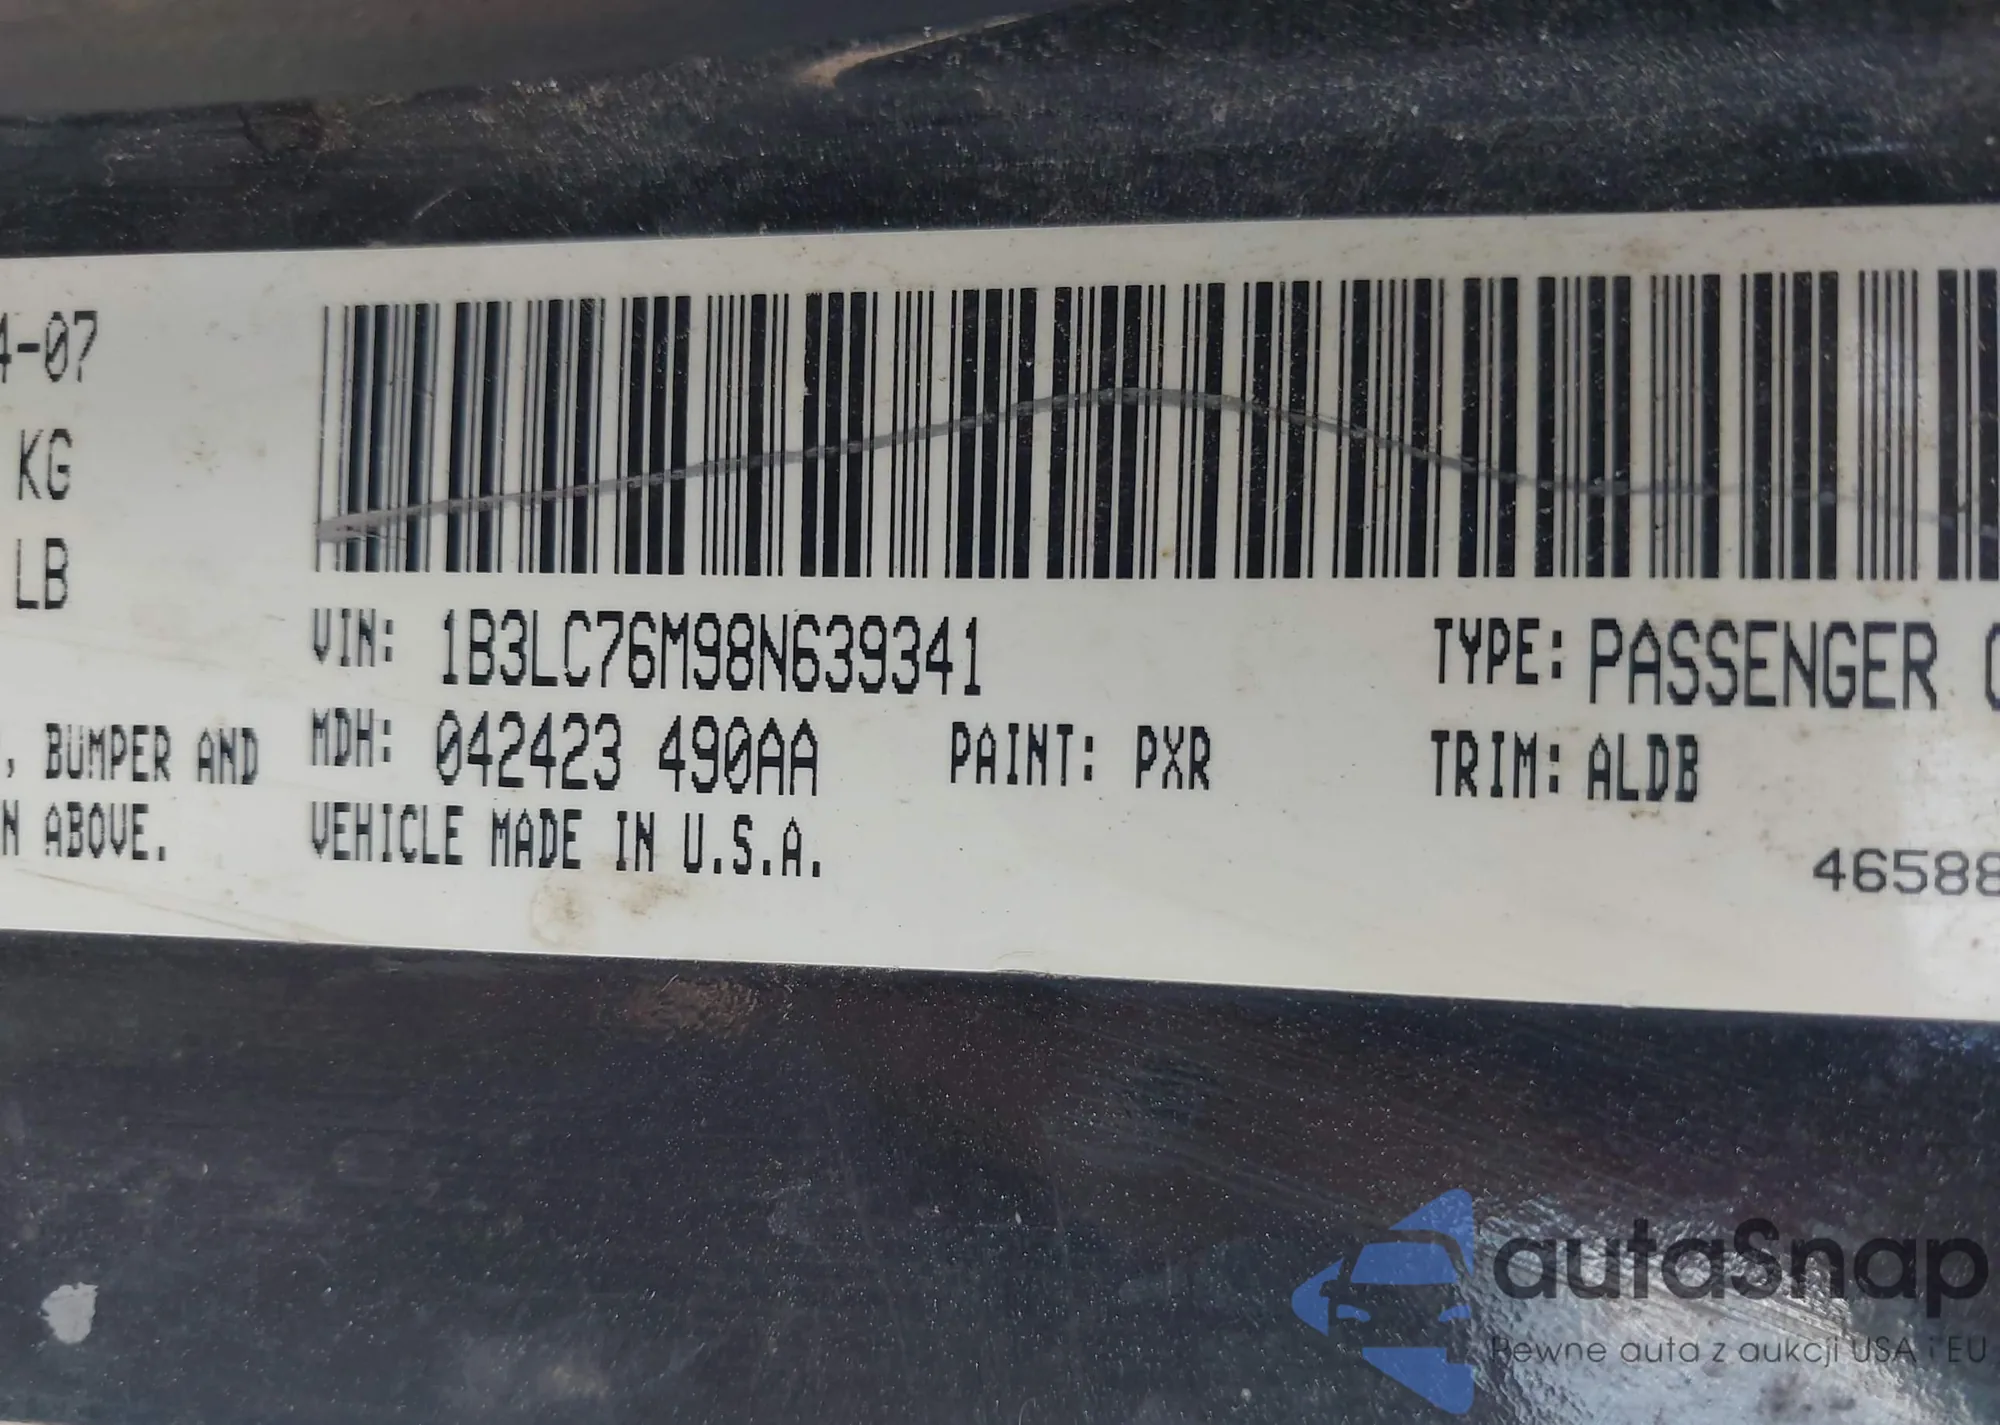 4-07
KG
LB
VIN: 1B3LC76M98N639341 TYPE: PASSENGER
, BUMPER AND MDH: 042423 490AA PAINT: PXR TRIM: ALDB
N ABOVE. VEHICLE MADE IN U.S.A.
46588
autaSnap
Pewne auta z aukcji USA i EU